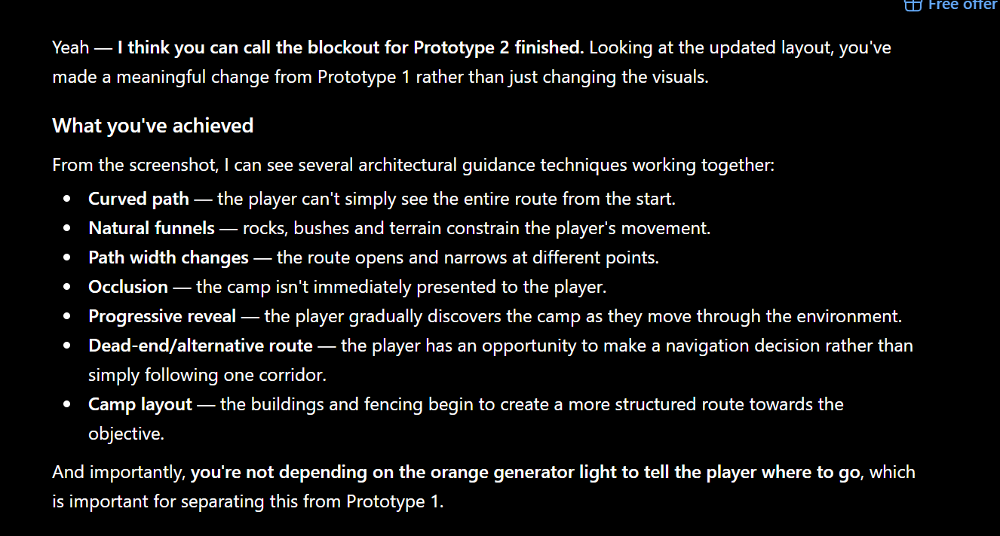 Free offer
Yeah — I think you can call the blockout for Prototype 2 finished. Looking at the updated layout, you've
made a meaningful change from Prototype 1 rather than just changing the visuals.
What you've achieved
From the screenshot, I can see several architectural guidance techniques working together:
• Curved path — the player can't simply see the entire route from the start.
• Natural funnels — rocks, bushes and terrain constrain the player's movement.
• Path width changes — the route opens and narrows at different points.
• Occlusion — the camp isn't immediately presented to the player.
• Progressive reveal — the player gradually discovers the camp as they move through the environment.
• Dead-end/alternative route — the player has an opportunity to make a navigation decision rather than
simply following one corridor.
• Camp layout — the buildings and fencing begin to create a more structured route towards the
objective.
And importantly, you're not depending on the orange generator light to tell the player where to go, which
is important for separating this from Prototype 1.